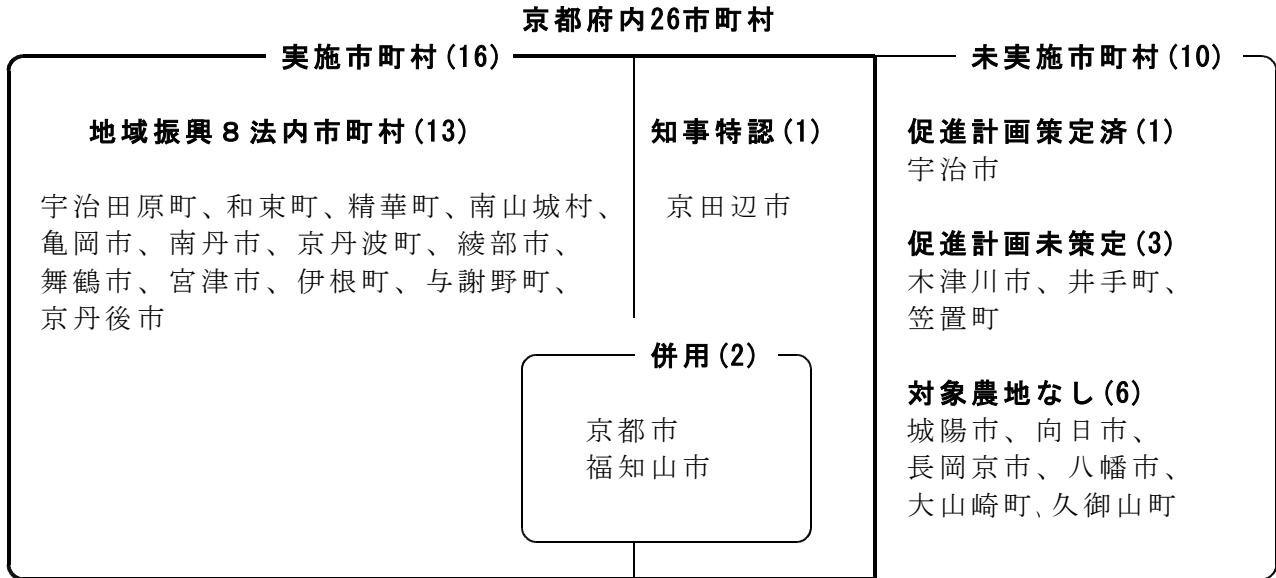 京都府内26市町村
実施市町村(16)
未実施市町村(10)
地域振興８法内市町村(13)
宇治田原町、和束町、精華町、南山城村、
亀岡市、南丹市、京丹波町、綾部市、
舞鶴市、宮津市、伊根町、与謝野町、
京丹後市
知事特認(1)
京田辺市
併用(2)
京都市
福知山市
促進計画策定済(1)
宇治市
促進計画未策定(3)
木津川市、井手町、
笠置町
対象農地なし(6)
城陽市、向日市、
長岡京市、八幡市、
大山崎町、久御山町